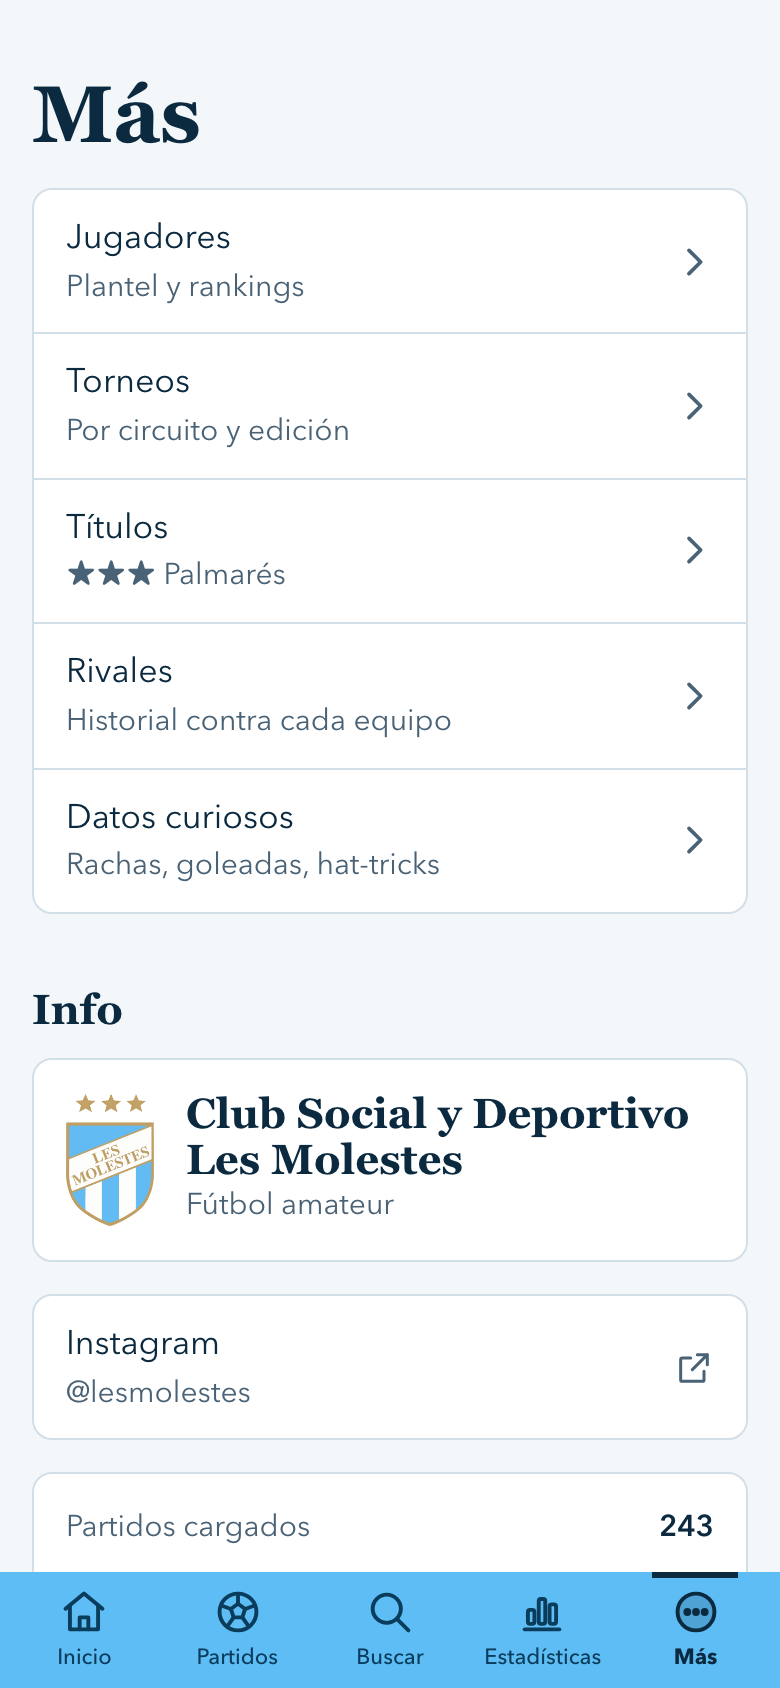 Más
Jugadores
Plantel y rankings
Torneos
Por circuito y edición
Títulos
★★★ Palmarés
Rivales
Historial contra cada equipo
Datos curiosos
Rachas, goleadas, hat-tricks
Info
LES
MOLESTES
Club Social y Deportivo
Les Molestes
Fútbol amateur
Instagram
@lesmolestes
Partidos cargados 243
Inicio Partidos Buscar Estadísticas Más